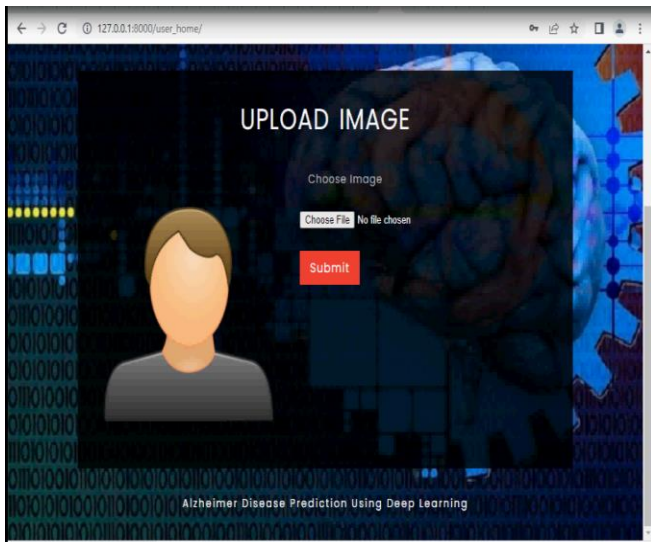 127.0.0.1:8000/user_home/
UPLOAD IMAGE
Choose Image
Choose File No file chosen
Submit
Alzheimer Disease Prediction Using Deep Learning